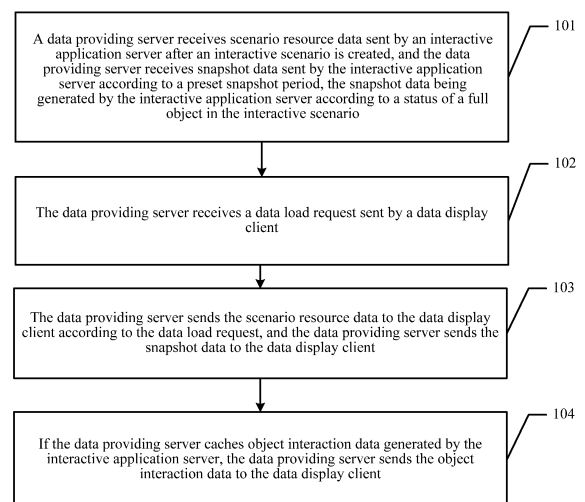 101
A data providing server receives scenario resource data sent by an interactive
application server after an interactive scenario is created, and the data
providing server receives snapshot data sent by the interactive application
server according to a preset snapshot period, the snapshot data being
generated by the interactive application server according to a status of a full
object in the interactive scenario
102
The data providing server receives a data load request sent by a data display
client
103
The data providing server sends the scenario resource data to the data display
client according to the data load request, and the data providing server sends the
snapshot data to the data display client
104
If the data providing server caches object interaction data generated by the
interactive application server, the data providing server sends the object
interaction data to the data display client